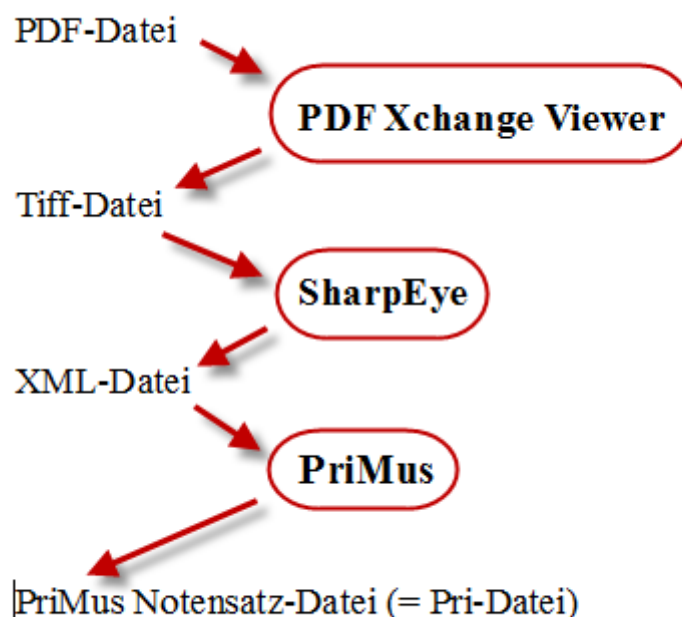 PDF-Datei
PDF Xchange Viewer
Tiff-Datei
SharpEye
XML-Datei
PriMus
PriMus Notensatz-Datei (= Pri-Datei)